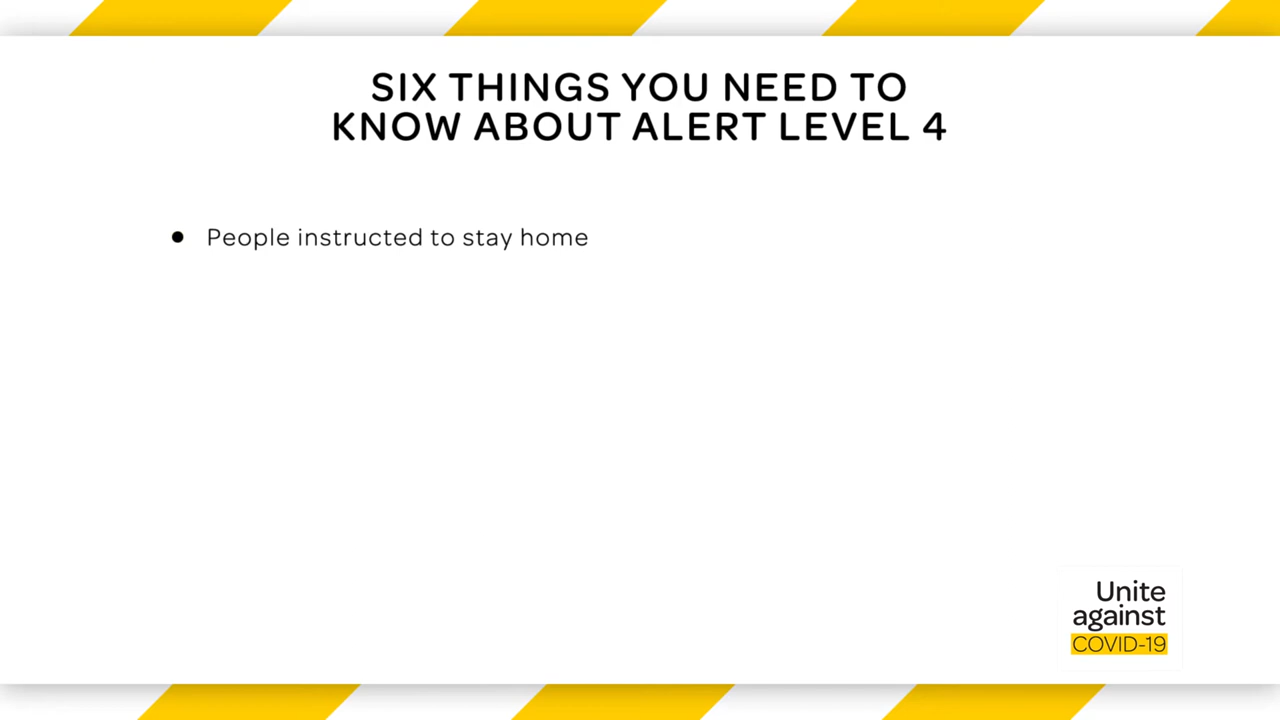 SIX THINGS YOU NEED TO
KNOW ABOUT ALERT LEVEL 4
● People instructed to stay home
Unite
against
COVID-19